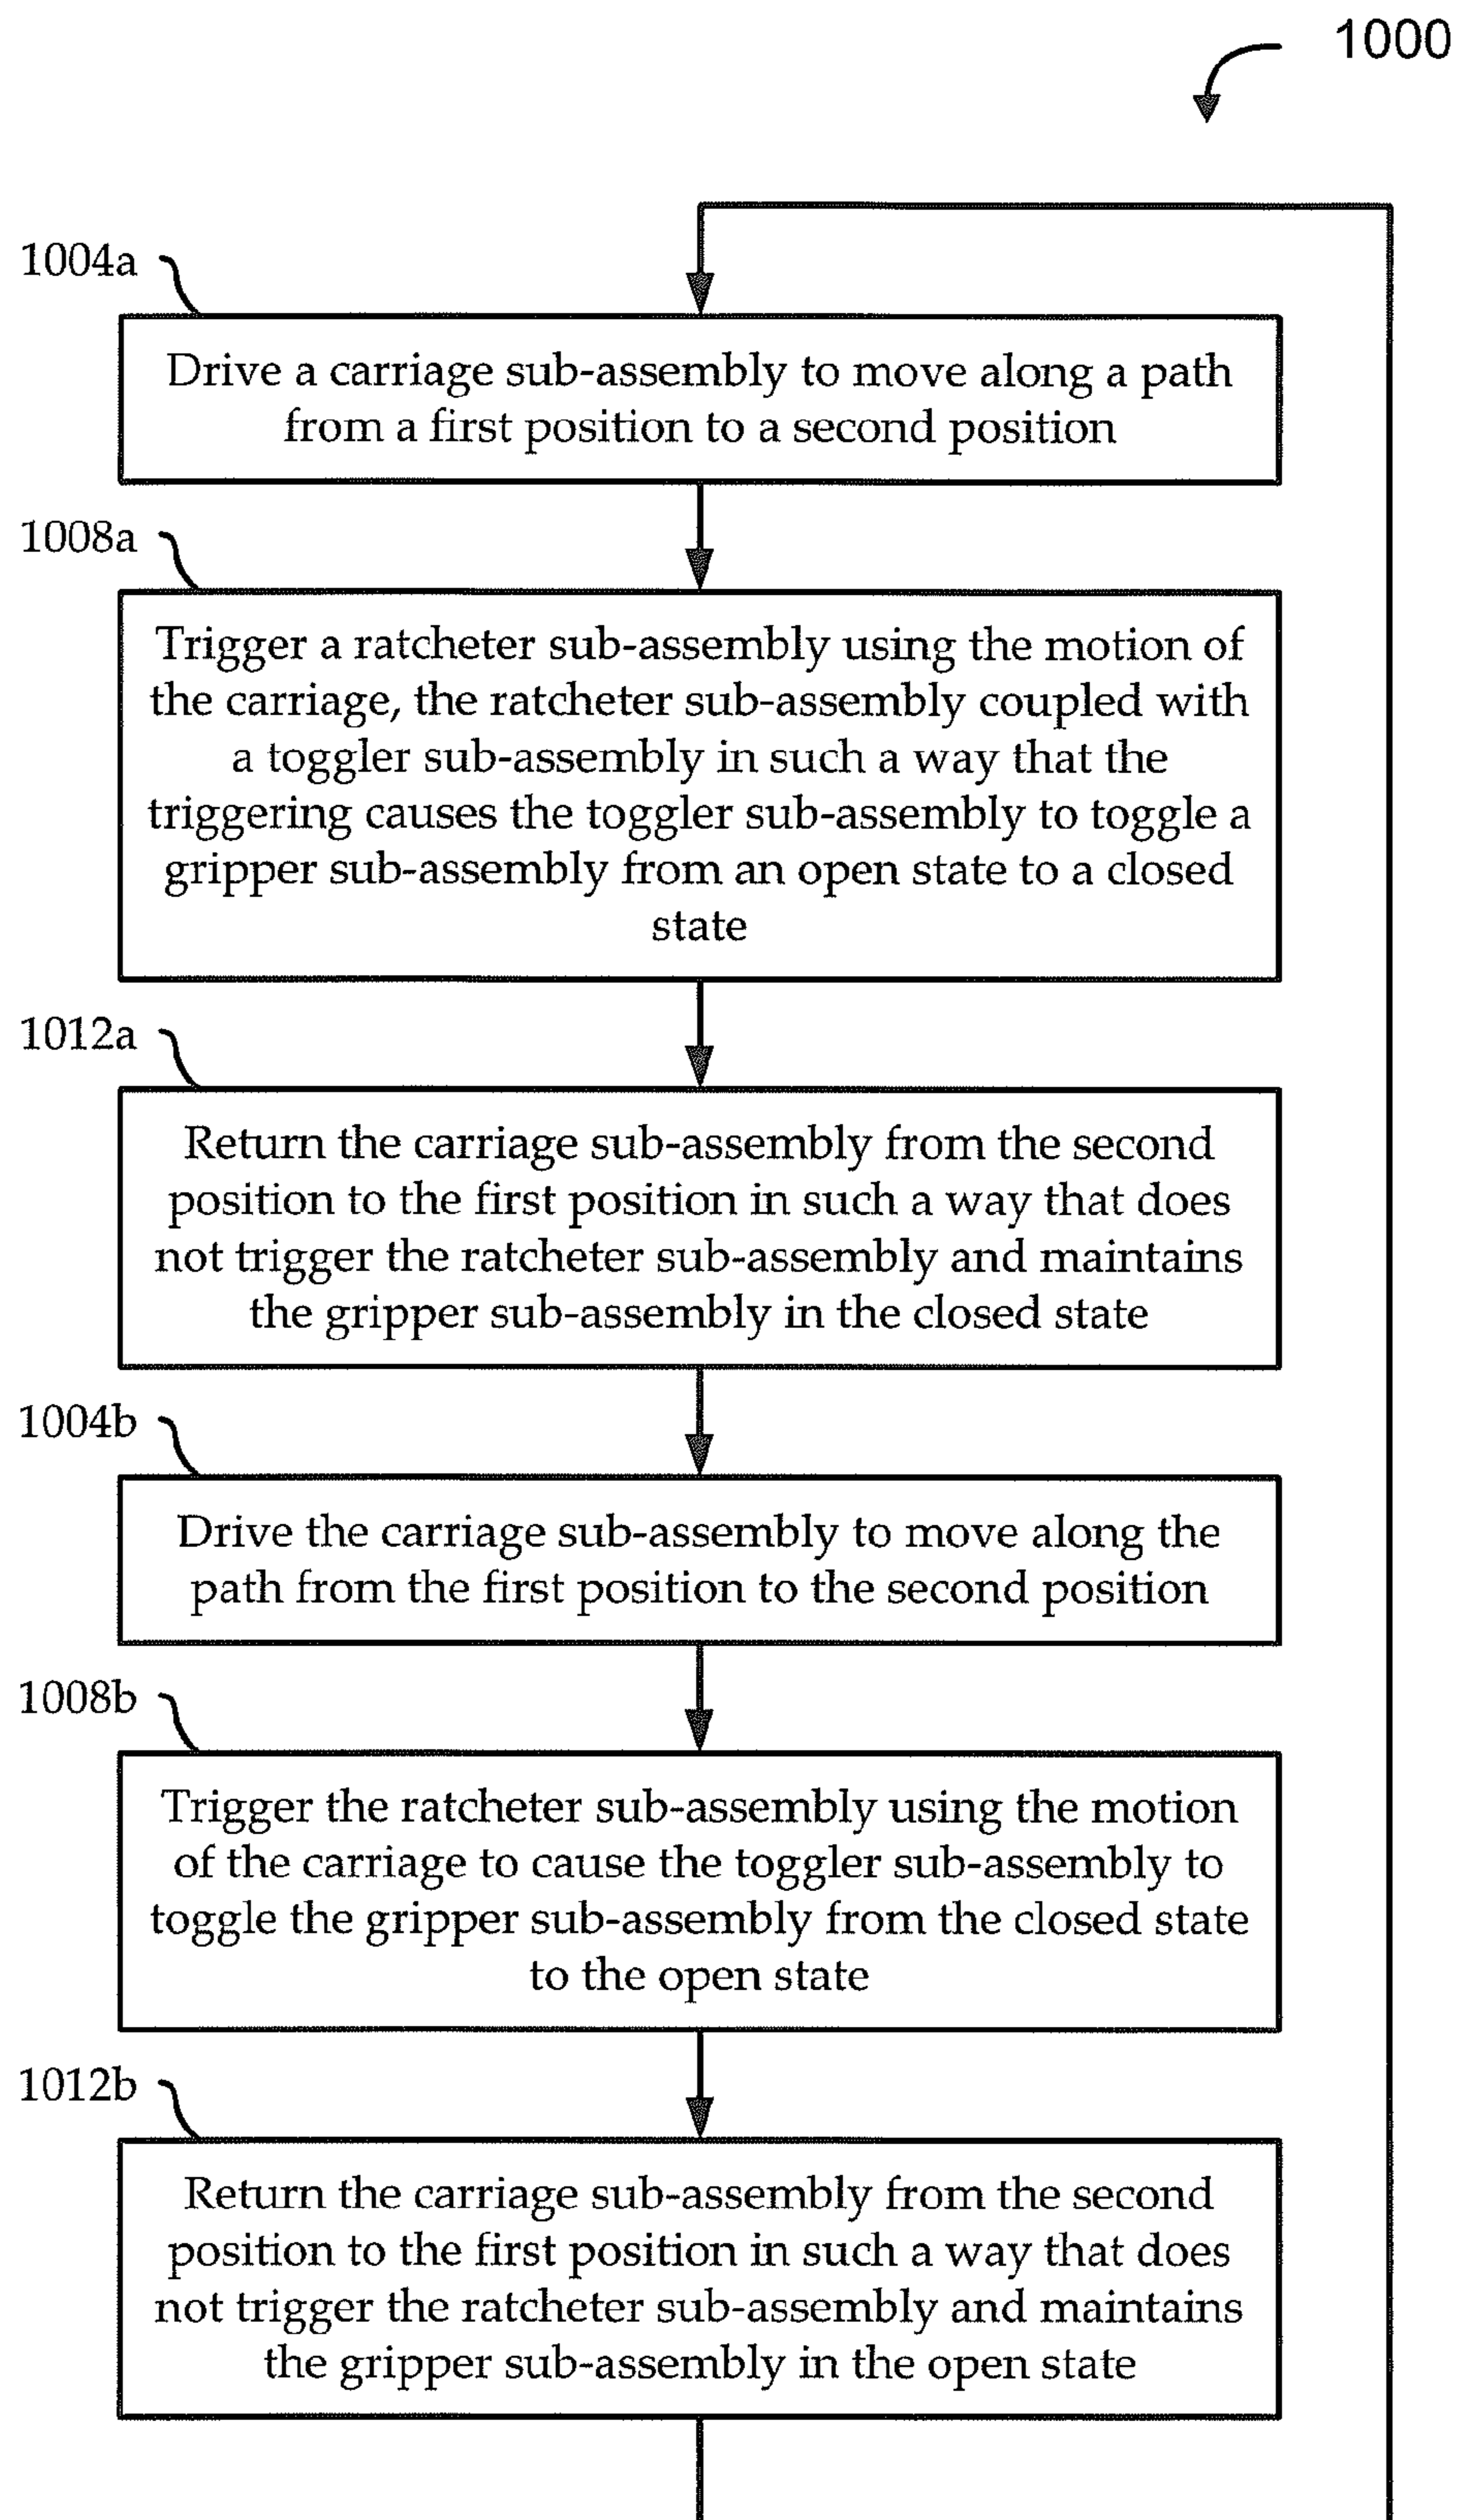 1000
1004a
Drive a carriage sub-assembly to move along a path
from a first position to a second position
1008a
Trigger a ratcheter sub-assembly using the motion of
the carriage, the ratcheter sub-assembly coupled with
a toggler sub-assembly in such a way that the
triggering causes the toggler sub-assembly to toggle a
gripper sub-assembly from an open state to a closed
state
1012a
Return the carriage sub-assembly from the second
position to the first position in such a way that does
not trigger the ratcheter sub-assembly and maintains
the gripper sub-assembly in the closed state
1004b
Drive the carriage sub-assembly to move along the
path from the first position to the second position
1008b
Trigger the ratcheter sub-assembly using the motion
of the carriage to cause the toggler sub-assembly to
toggle the gripper sub-assembly from the closed state
to the open state
1012b
Return the carriage sub-assembly from the second
position to the first position in such a way that does
not trigger the ratcheter sub-assembly and maintains
the gripper sub-assembly in the open state